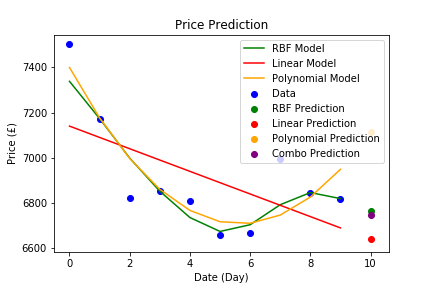 Price Prediction
RBF Model
Linear Model
Polynomial Model
Data
RBF Prediction
Linear Prediction
Polynomial Prediction
Combo Prediction
7400
7200
7000
6800
6600
Price (£)
0 2 4 6 8 10
Date (Day)